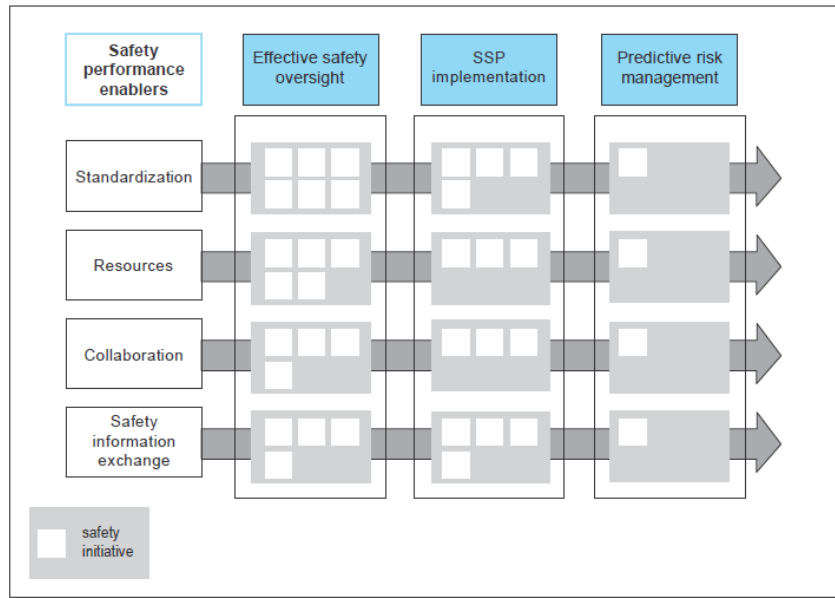 Safety
performance
enablers
Effective safety
oversight
SSP
implementation
Predictive risk
management
Standardization
Resources
Collaboration
Safety
information
exchange
safety
initiative